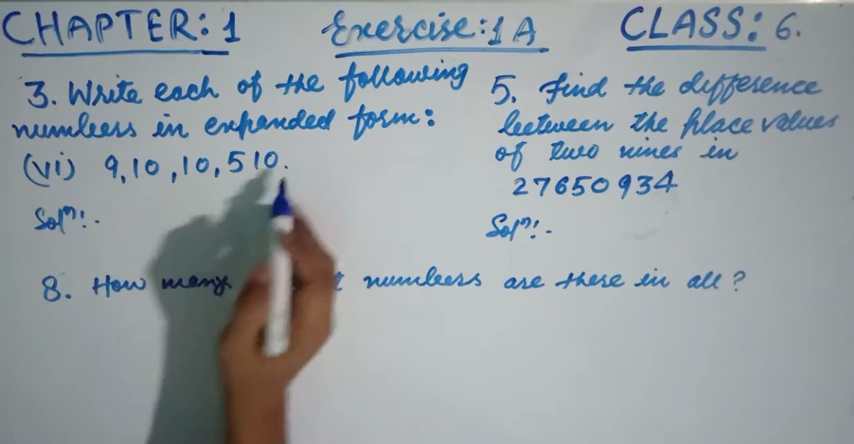 CHAPTER: 1
Exercise: 1A
CLASS: 6.
3. Write each of the following
numbers in expanded form:
(vi) 9,10,10,510.
Solⁿ:-
5. Find the difference
between the place values
of two nines in
27650934
Solⁿ:-
8. How many numbers are there in all?